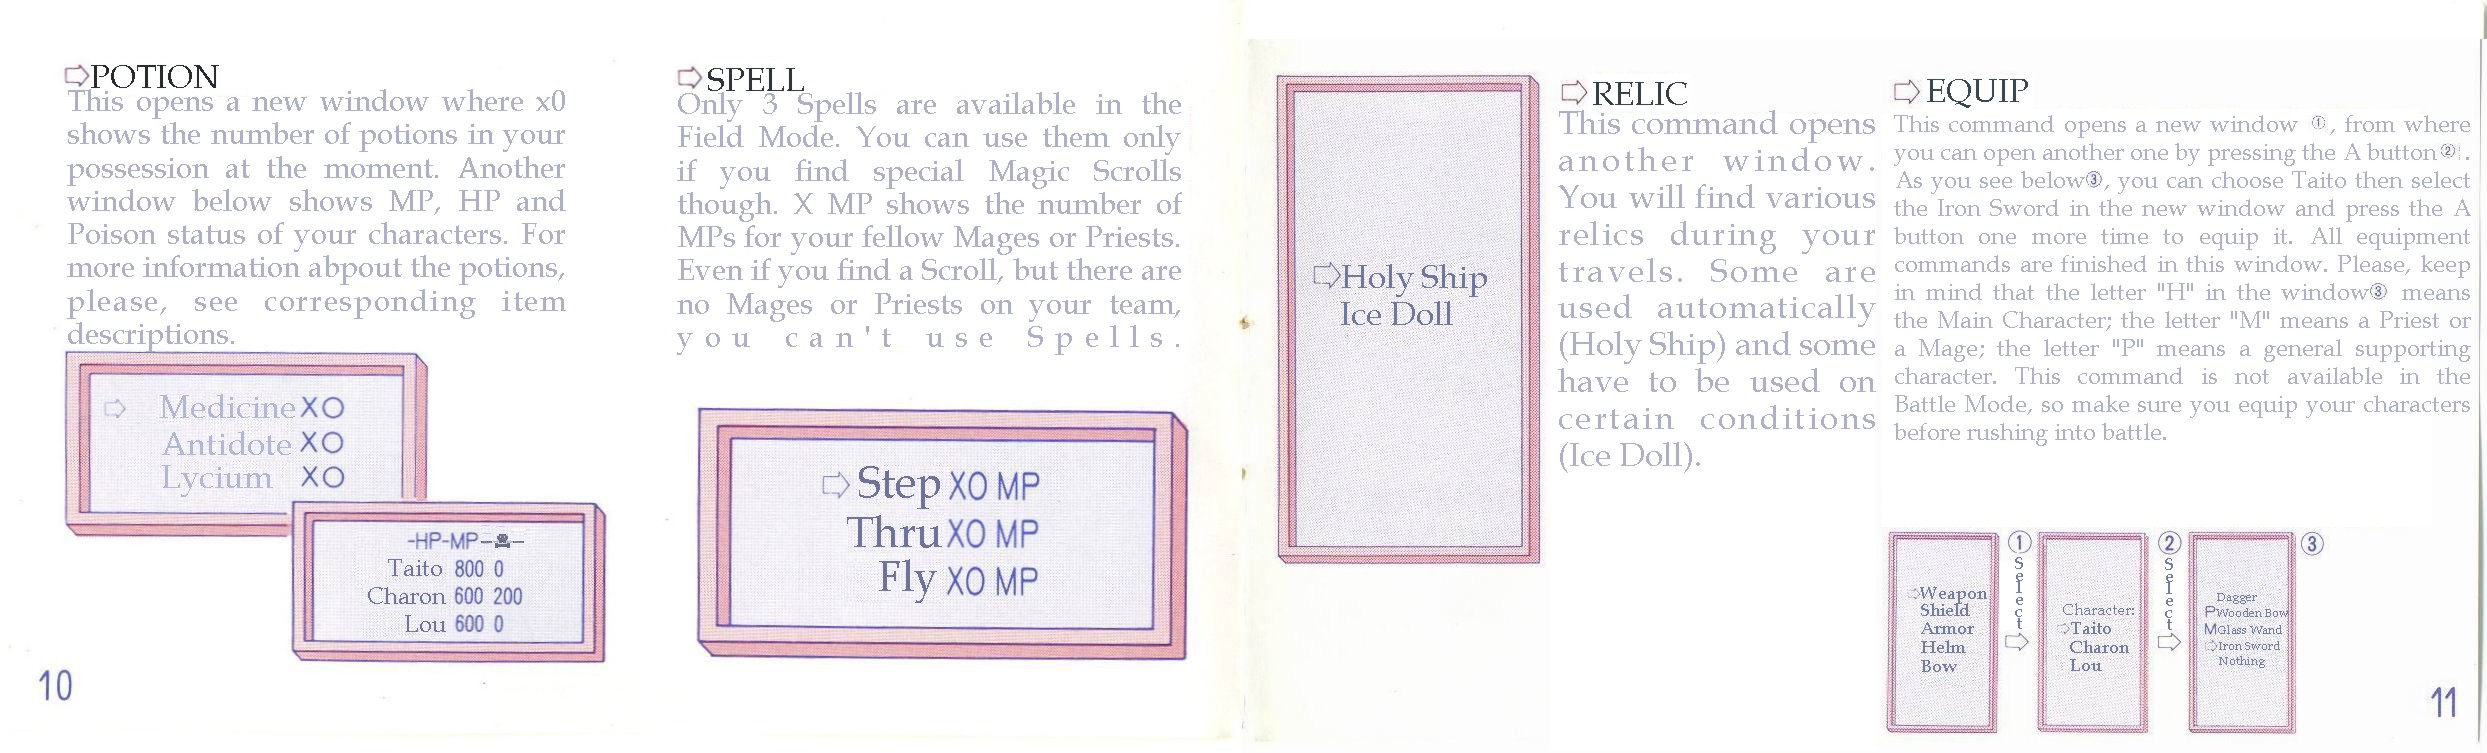 POTION
This opens a new window where x0
shows the number of potions in your
possession at the moment. Another
window below shows MP, HP and
Poison status of your characters. For
more information abpout the potions,
please, see corresponding item
descriptions.
Medicine XO
Antidote XO
Lycium XO
-HP-MP-
Taito 800 0
Charon 600 200
Lou 600 0
10
SPELL
Only 3 Spells are available in the
Field Mode. You can use them only
if you find special Magic Scrolls
though. X MP shows the number of
MPs for your fellow Mages or Priests.
Even if you find a Scroll, but there are
no Mages or Priests on your team,
you can't use Spells.
Step XO MP
Thru XO MP
Fly XO MP
Holy Ship
Ice Doll
RELIC
This command opens
another window.
You will find various
relics during your
travels. Some are
used automatically
(Holy Ship) and some
have to be used on
certain conditions
(Ice Doll).
EQUIP
This command opens a new window ①, from where
you can open another one by pressing the A button②.
As you see below③, you can choose Taito then select
the Iron Sword in the new window and press the A
button one more time to equip it. All equipment
commands are finished in this window. Please, keep
in mind that the letter "H" in the window③ means
the Main Character; the letter "M" means a Priest or
a Mage; the letter "P" means a general supporting
character. This command is not available in the
Battle Mode, so make sure you equip your characters
before rushing into battle.
Weapon
Shield
Armor
Helm
Bow
①
Select
Character:
Taito
Charon
Lou
②
Select
Dagger
PWooden Bow
MGlass Wand
Iron Sword
Nothing
③
11